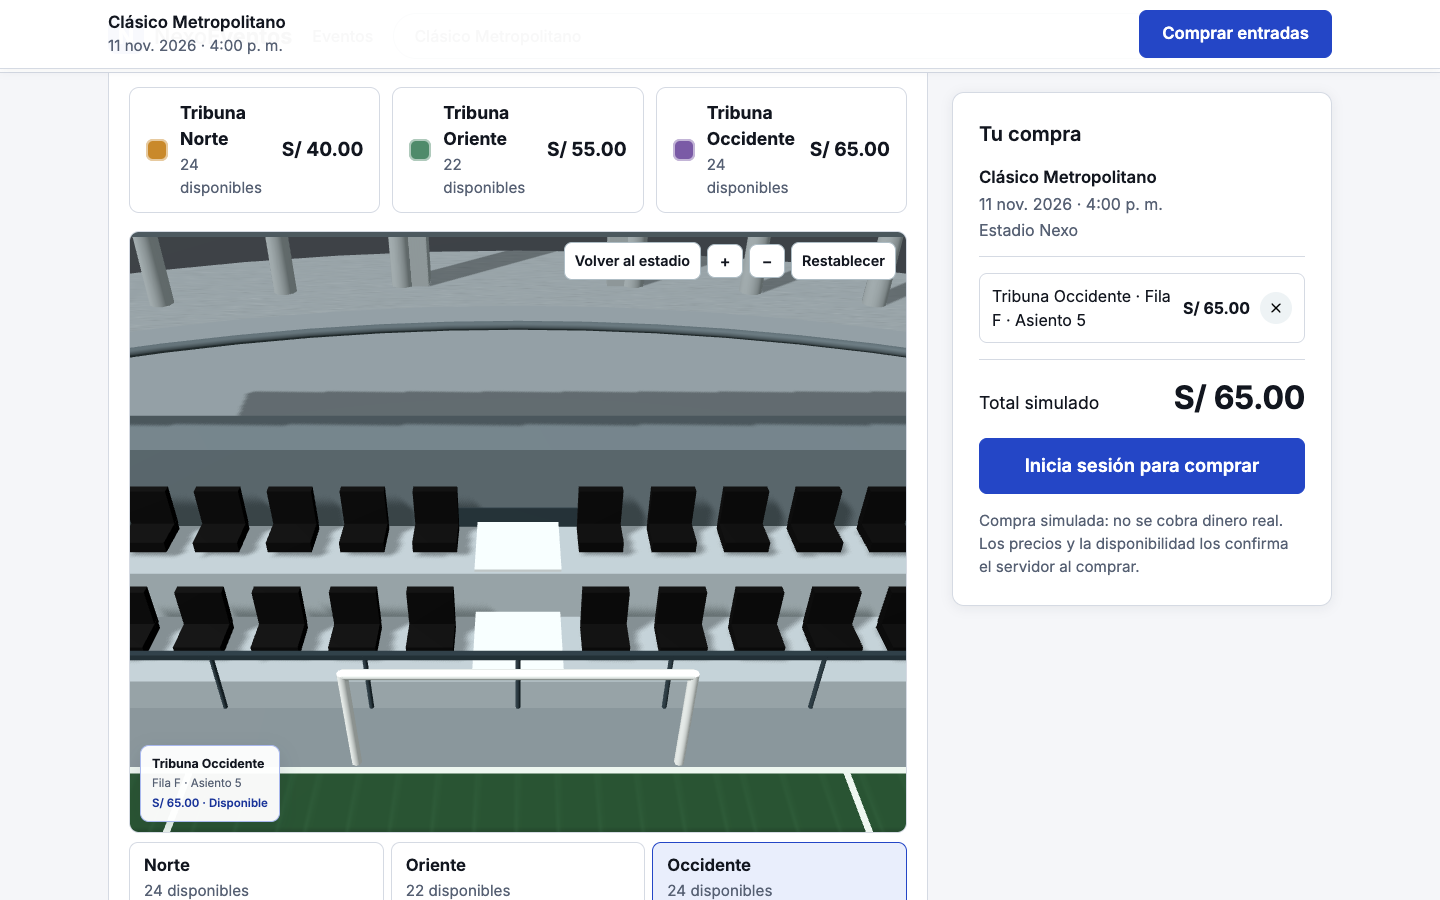 Clásico Metropolitano
11 nov. 2026 · 4:00 p. m.
Eventos
Clásico Metropolitano
Comprar entradas
Tribuna
Norte
24
disponibles
S/ 40.00
Tribuna
Oriente
22
disponibles
S/ 55.00
Tribuna
Occidente
24
disponibles
S/ 65.00
Volver al estadio
+
−
Restablecer
Tribuna Occidente
Fila F · Asiento 5
S/ 65.00 · Disponible
Norte
24 disponibles
Oriente
22 disponibles
Occidente
24 disponibles
Tu compra
Clásico Metropolitano
11 nov. 2026 · 4:00 p. m.
Estadio Nexo
Tribuna Occidente · Fila
F · Asiento 5
S/ 65.00
×
Total simulado
S/ 65.00
Inicia sesión para comprar
Compra simulada: no se cobra dinero real.
Los precios y la disponibilidad los confirma
el servidor al comprar.